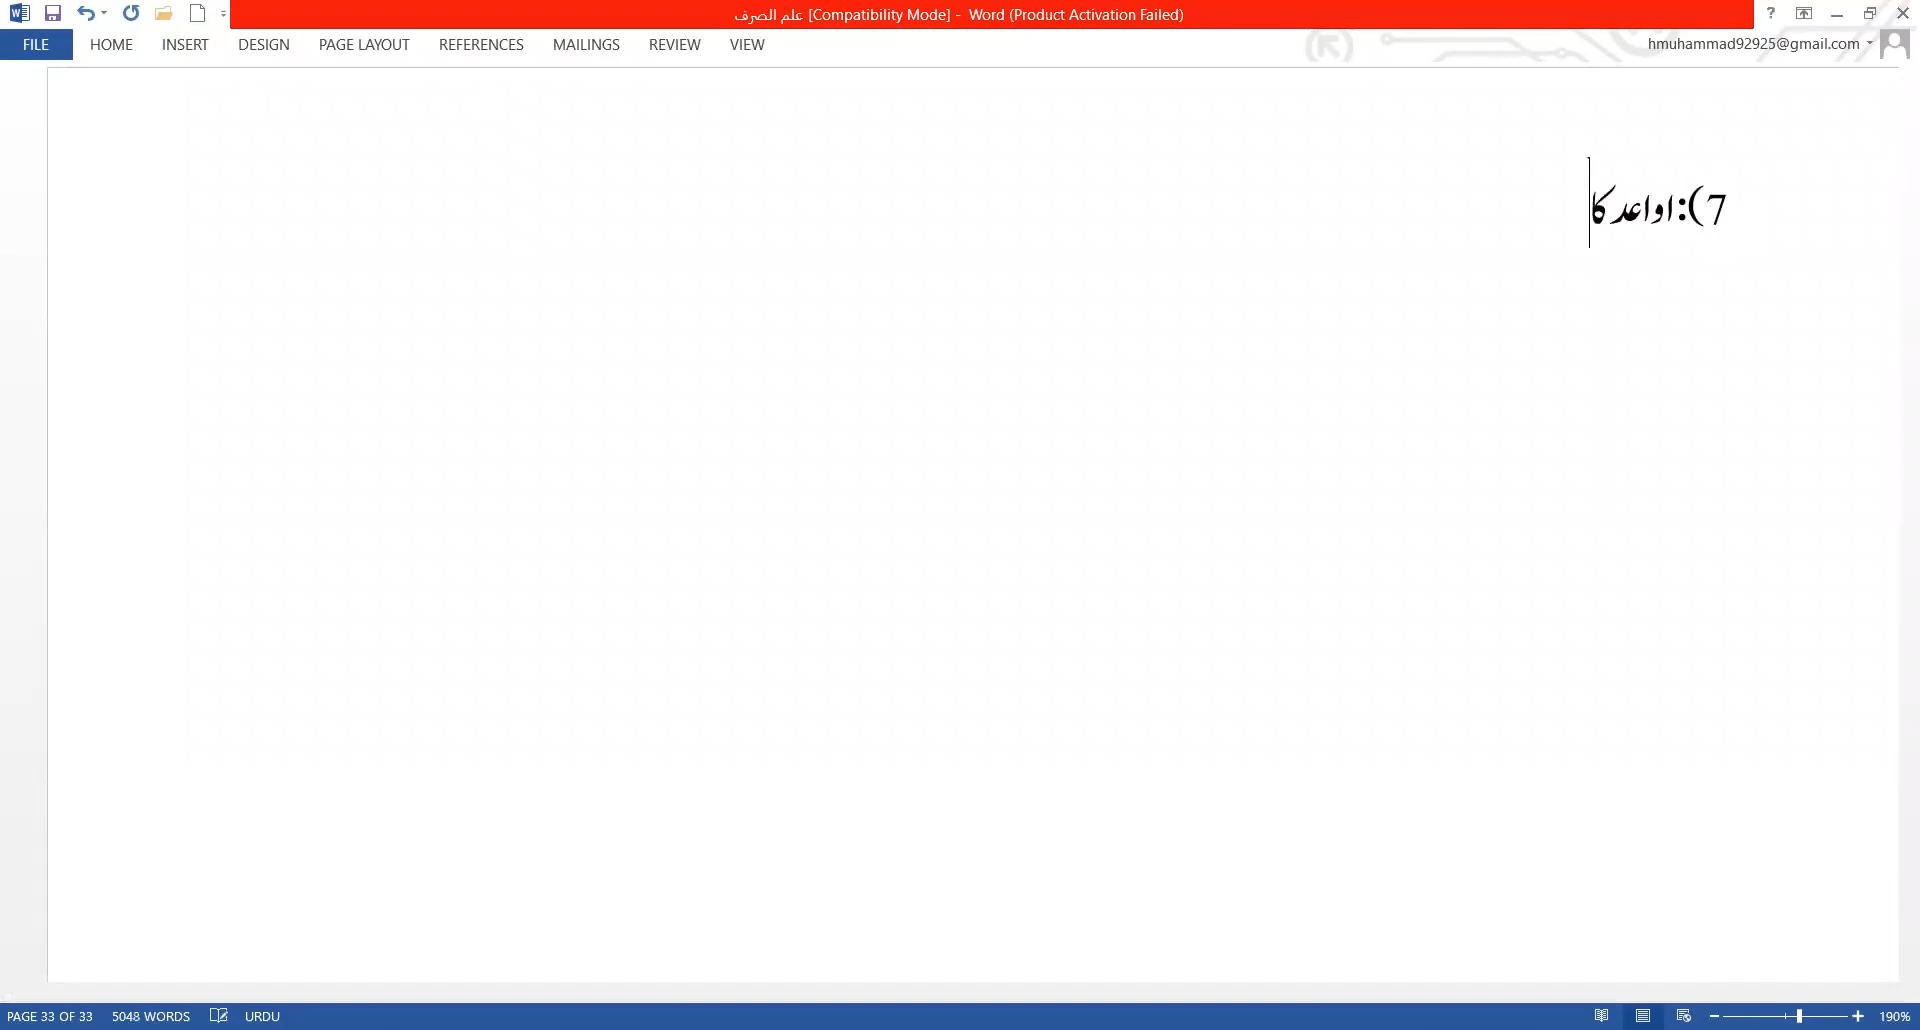 علم الصرف [Compatibility Mode] - Word (Product Activation Failed)
?
FILE HOME INSERT DESIGN PAGE LAYOUT REFERENCES MAILINGS REVIEW VIEW
hmuhammad92925@gmail.com
7):اواعد کا
PAGE 33 OF 33 5048 WORDS URDU
190%